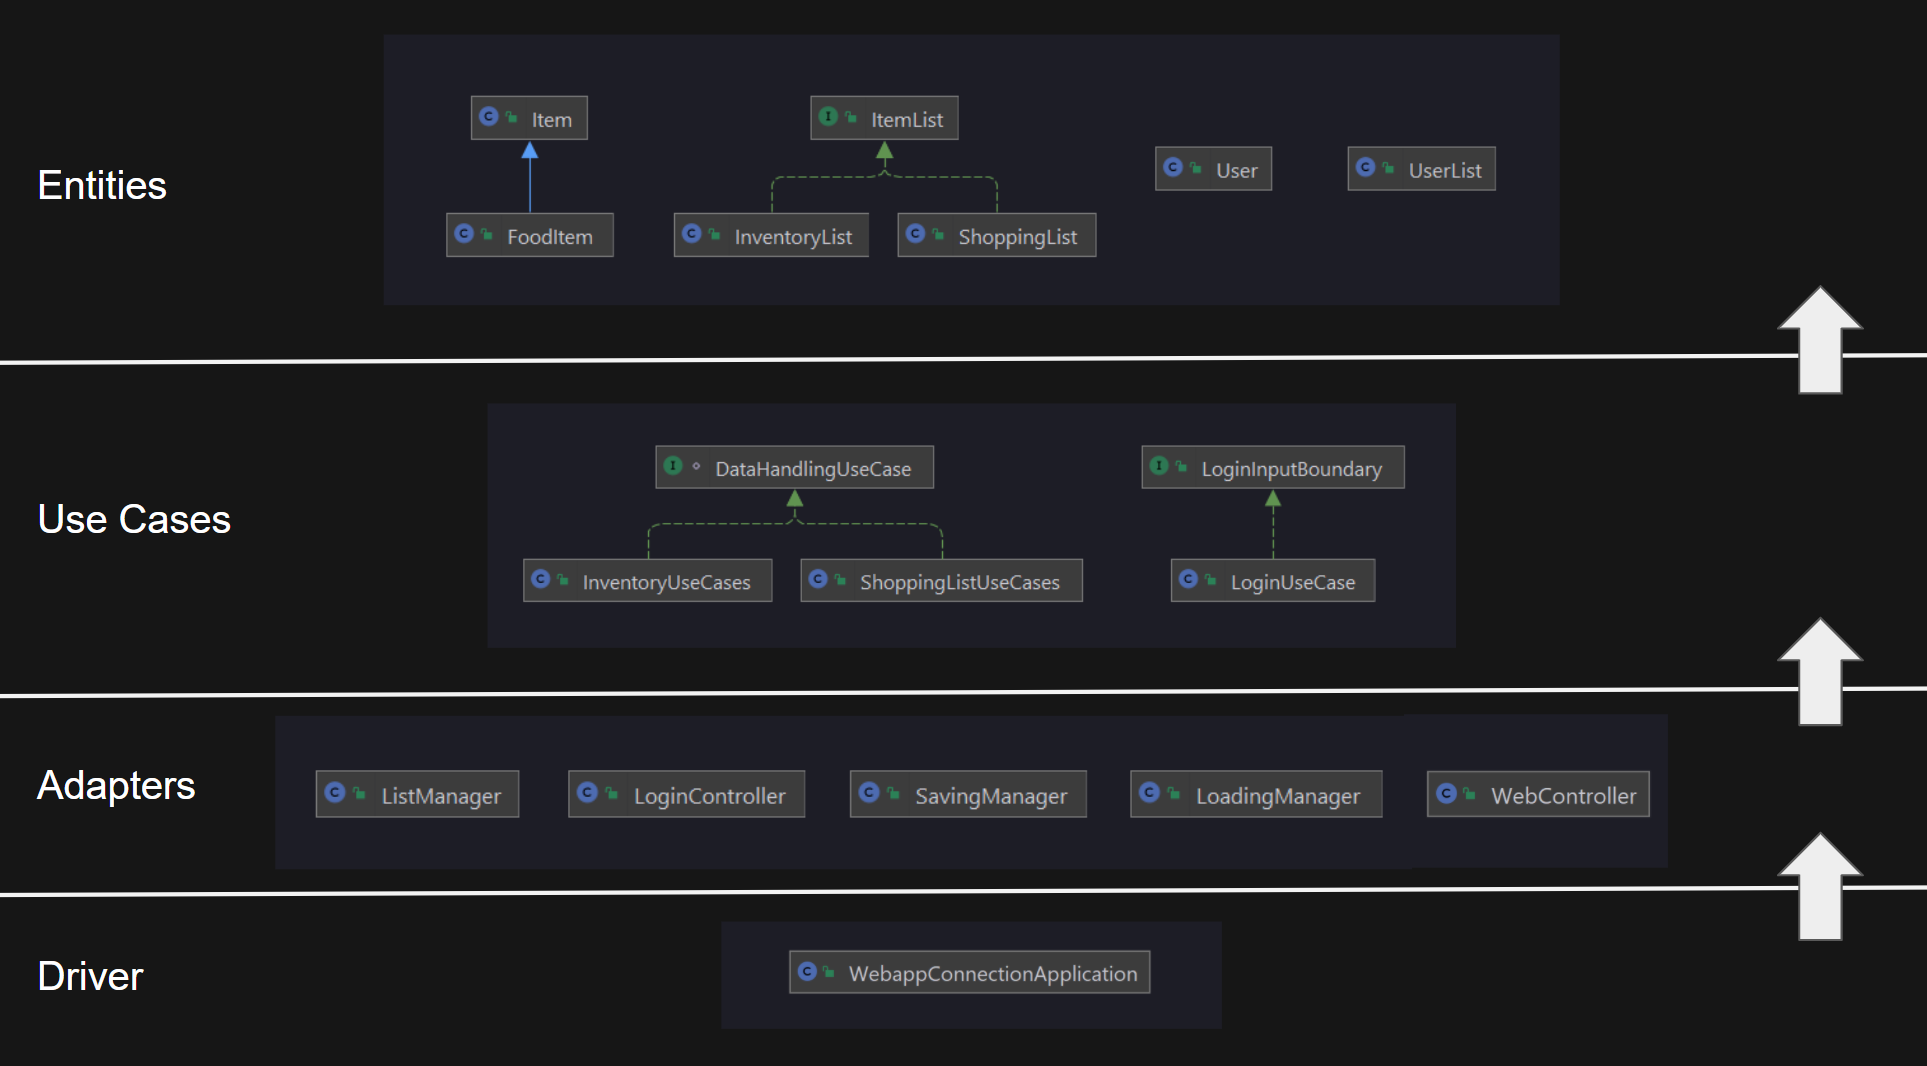 Entities
C Item
I ItemList
C User
C UserList
C FoodItem
C InventoryList
C ShoppingList
Use Cases
I DataHandlingUseCase
I LoginInputBoundary
C InventoryUseCases
C ShoppingListUseCases
C LoginUseCase
Adapters
C ListManager
C LoginController
C SavingManager
C LoadingManager
C WebController
Driver
C WebappConnectionApplication